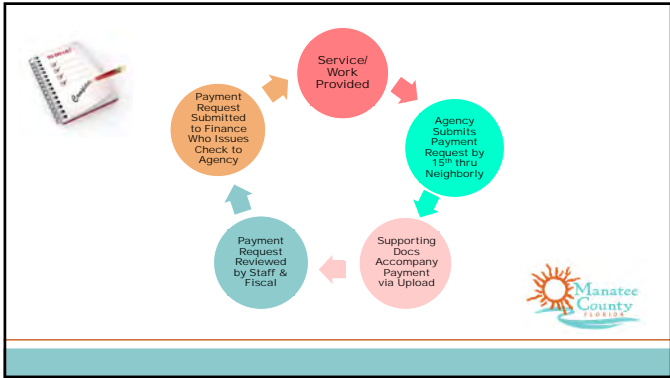 Service/
Work
Provided
Agency
Submits
Payment
Request by
15th thru
Neighborly
Supporting
Docs
Accompany
Payment
via Upload
Payment
Request
Reviewed
by Staff &
Fiscal
Payment
Request
Submitted
to Finance
Who Issues
Check to
Agency
Manatee
County
FLORIDA